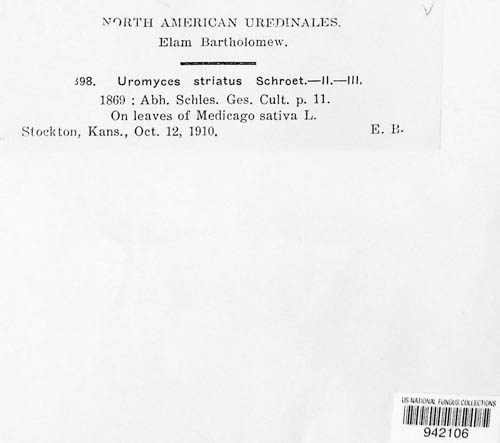 NORTH AMERICAN UREDINALES.
Elam Bartholomew.
398. Uromyces striatus Schroet.—II.—III.
1869 : Abh. Schles. Ges. Cult. p. 11.
On leaves of Medicago sativa L.
Stockton, Kans., Oct. 12, 1910. E. B.
US NATIONAL FUNGUS COLLECTIONS
942106